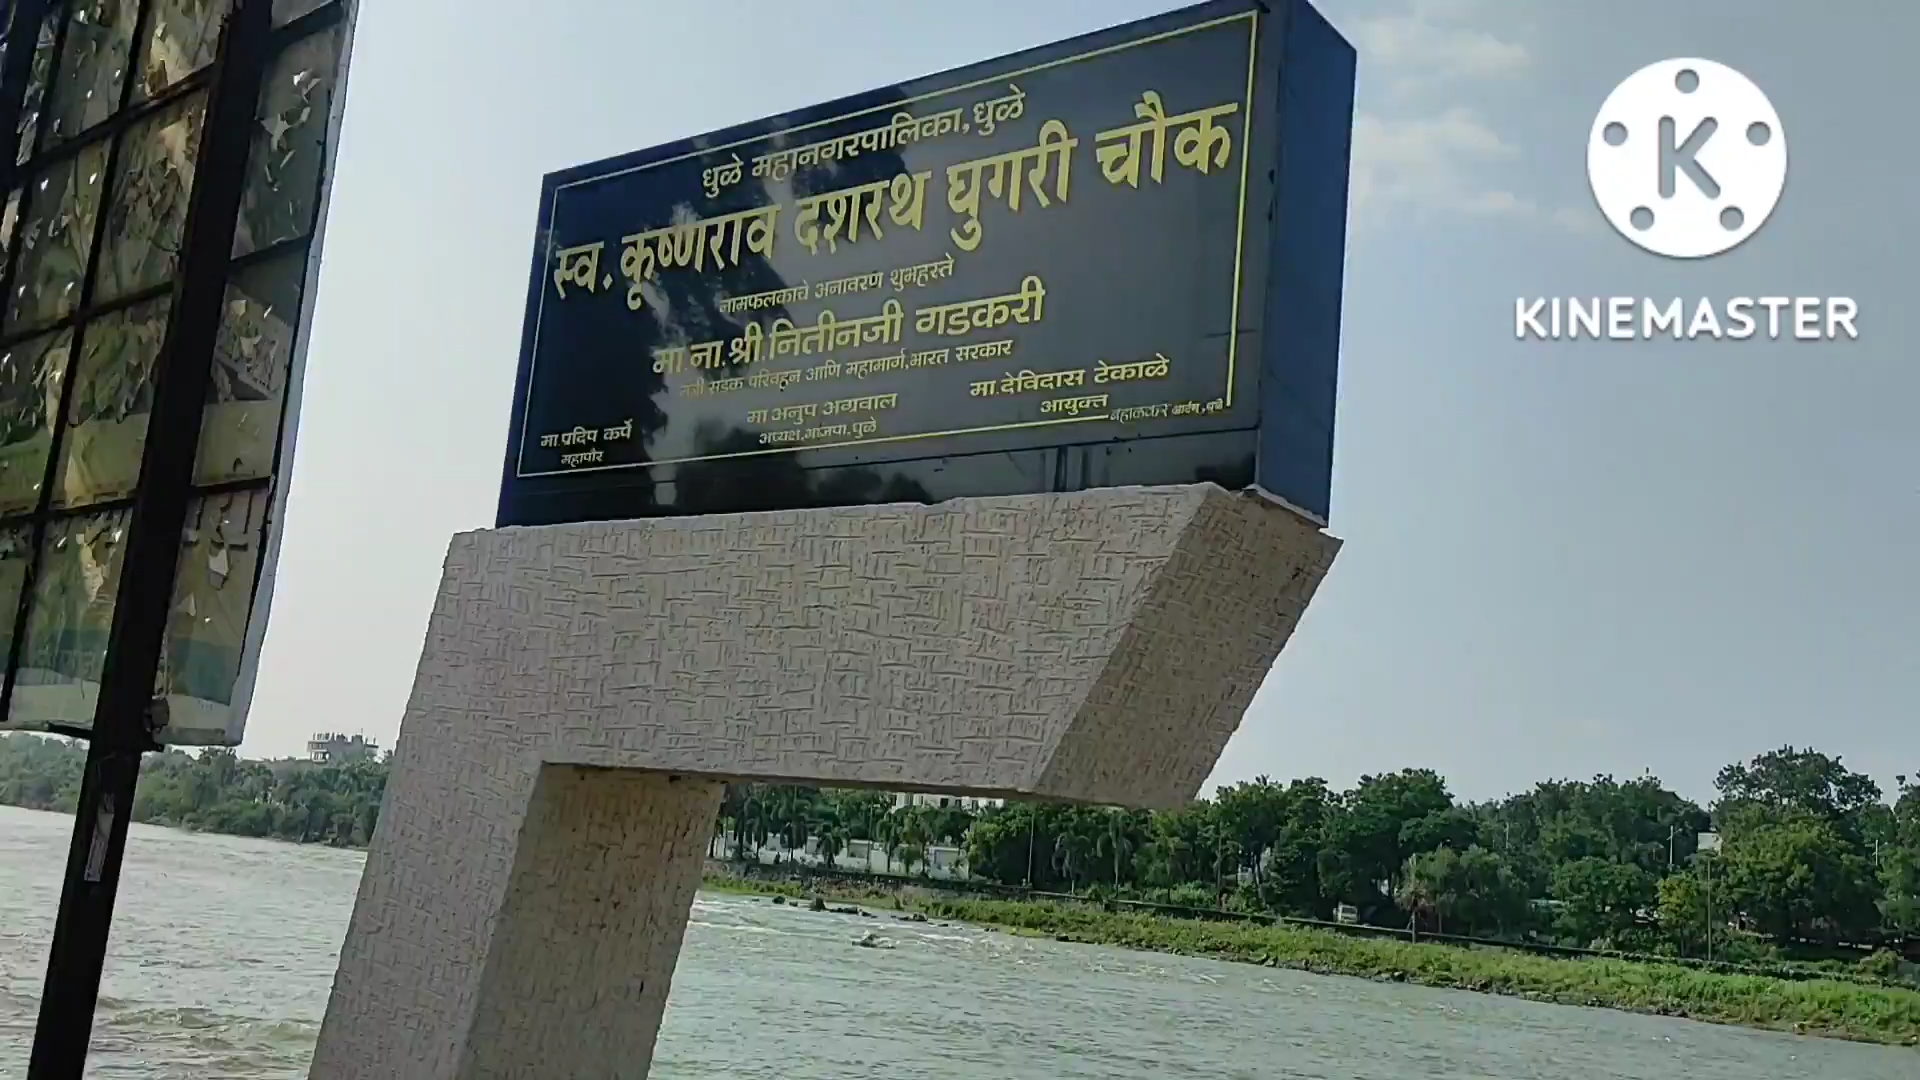 धुळे महानगरपालिका, धुळे
स्व. कृष्णराव दशरथ घुगरी चौक
नामफलकाचे अनावरण शुभहस्ते
मा.ना.श्री.नितीनजी गडकरी
मंत्री सडक परिवहन आणि महामार्ग, भारत सरकार
मा.प्रदिप कर्पे
महापौर
मा अनुप अग्रवाल
अध्यक्ष, भाजपा, धुळे
मा.देविदास टेकाळे
आयुक्त
K
KINEMASTER